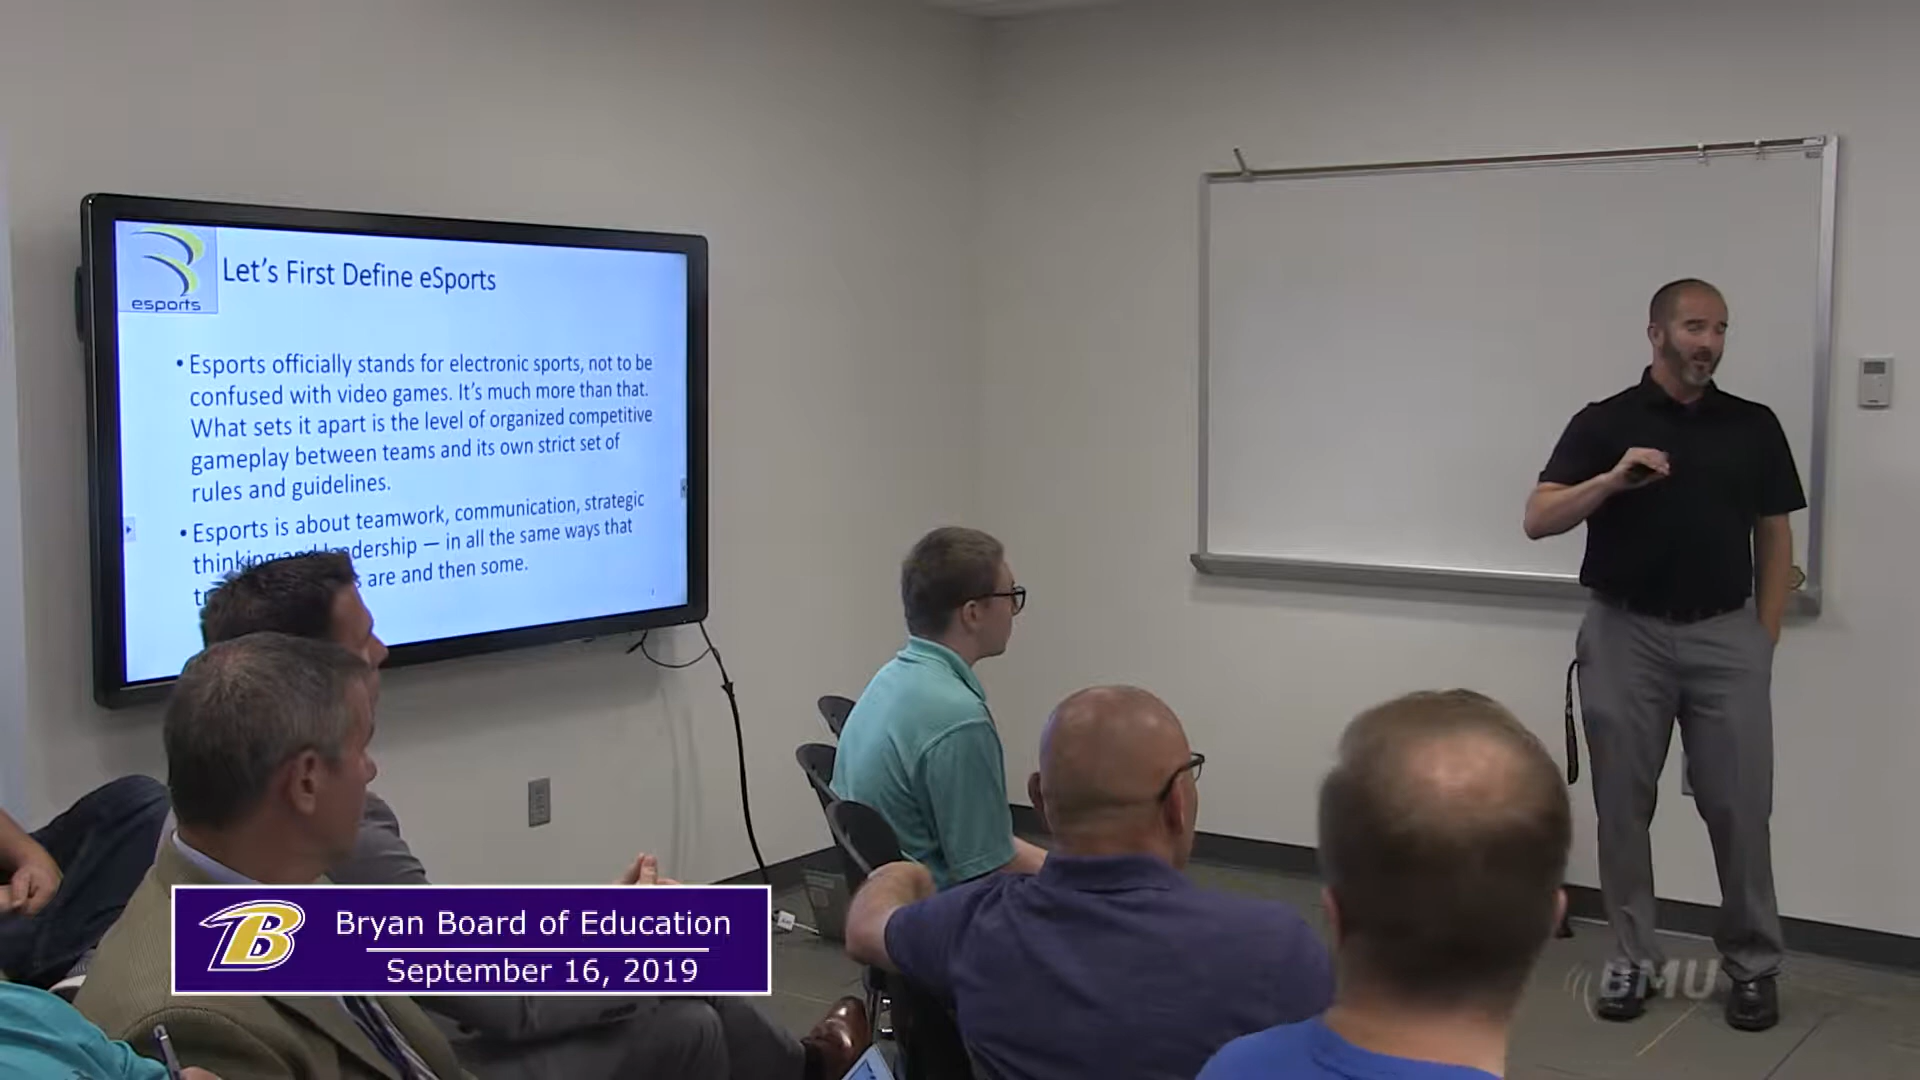 esports
Let's First Define eSports
• Esports officially stands for electronic sports, not to be
confused with video games. It's much more than that.
What sets it apart is the level of organized competitive
gameplay between teams and its own strict set of
rules and guidelines.
• Esports is about teamwork, communication, strategic
thinking and leadership — in all the same ways that
are and then some.
B
Bryan Board of Education
September 16, 2019
BMU